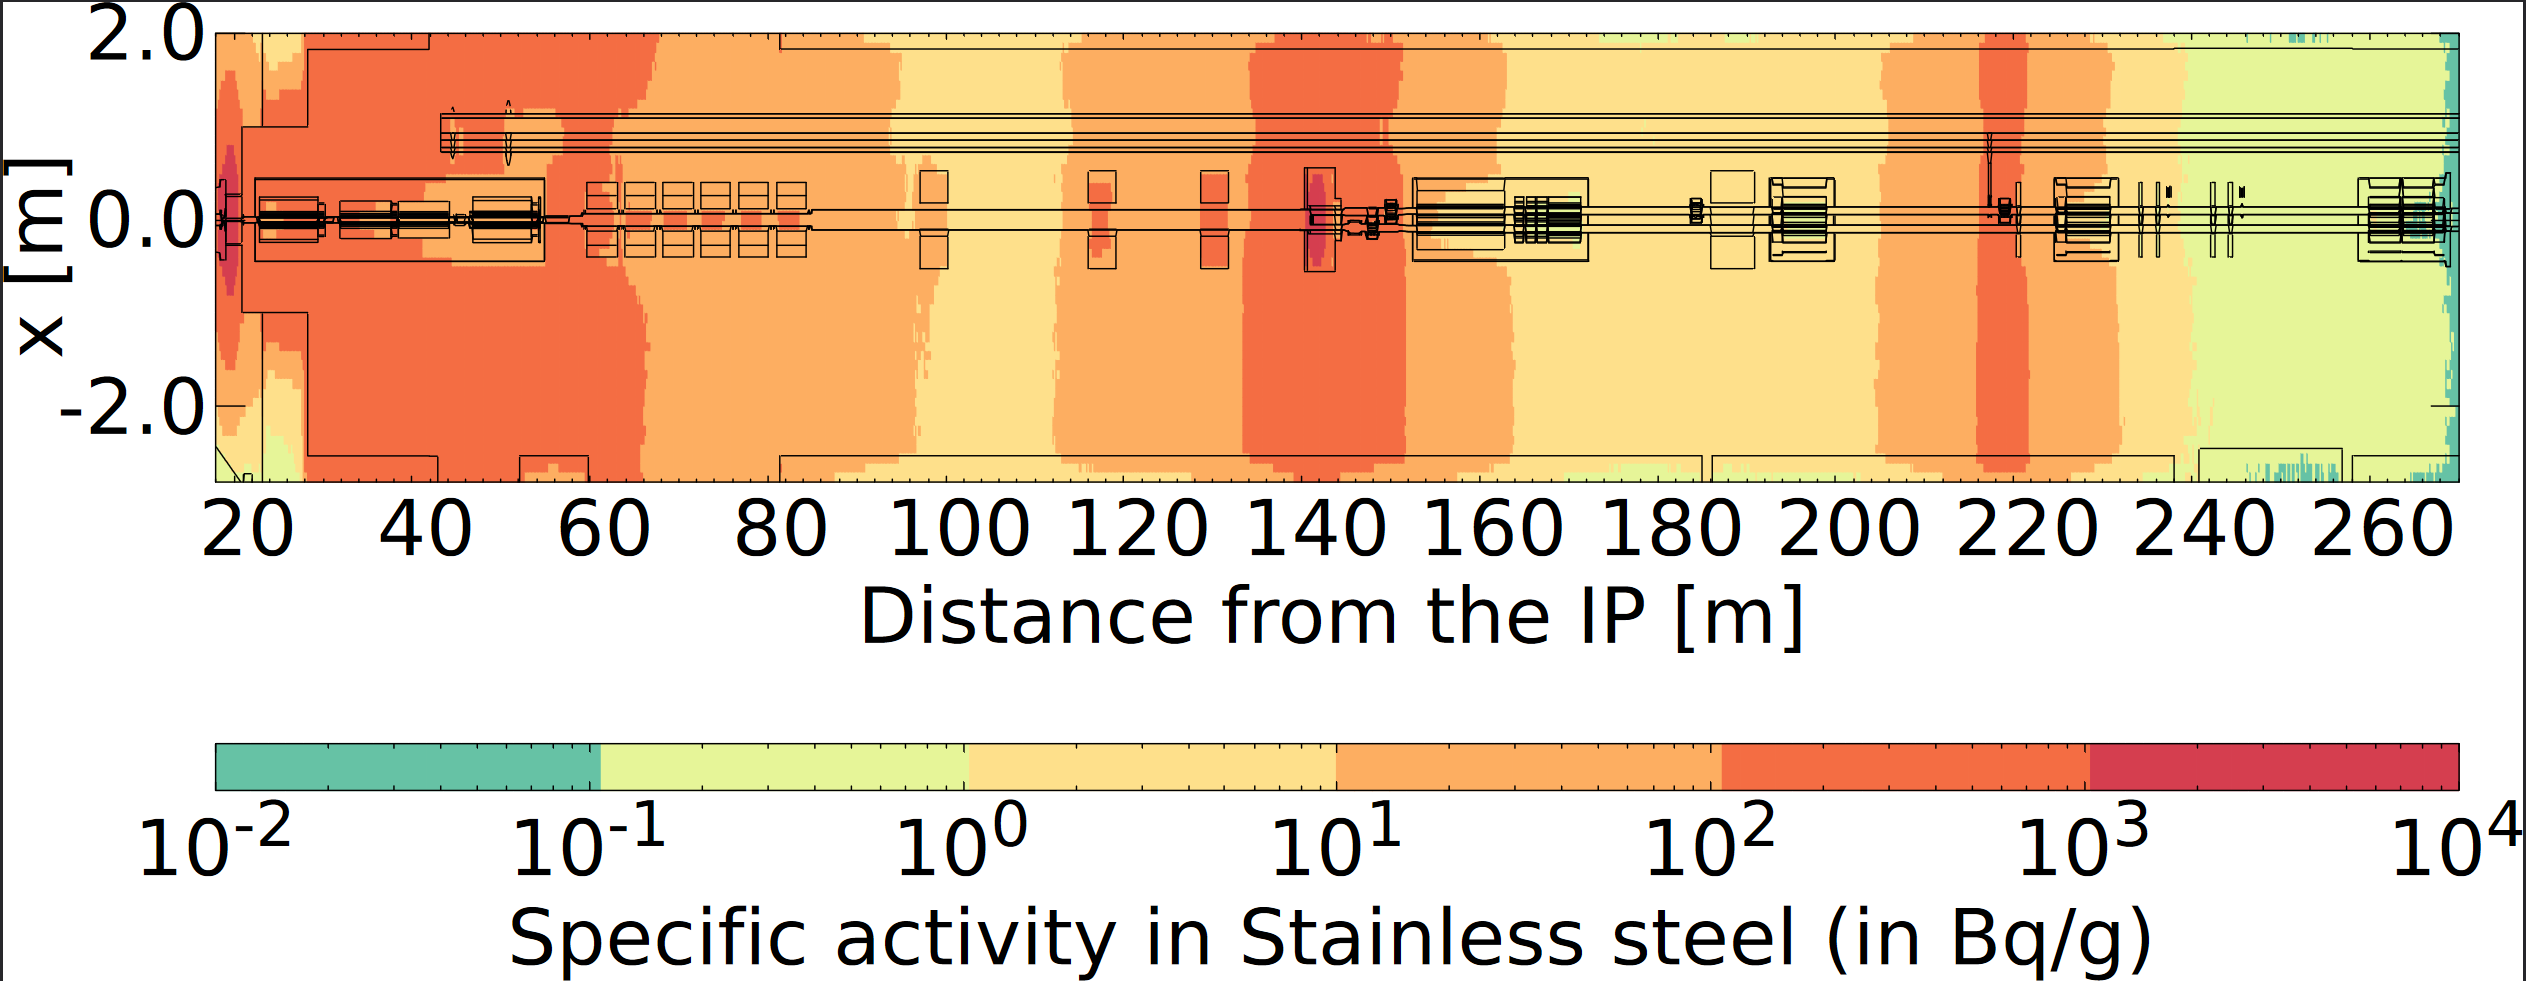 2.0
0.0
-2.0
x [m]
20 40 60 80 100 120 140 160 180 200 220 240 260
Distance from the IP [m]
10-2 10-1 100 101 102 103 104
Specific activity in Stainless steel (in Bq/g)